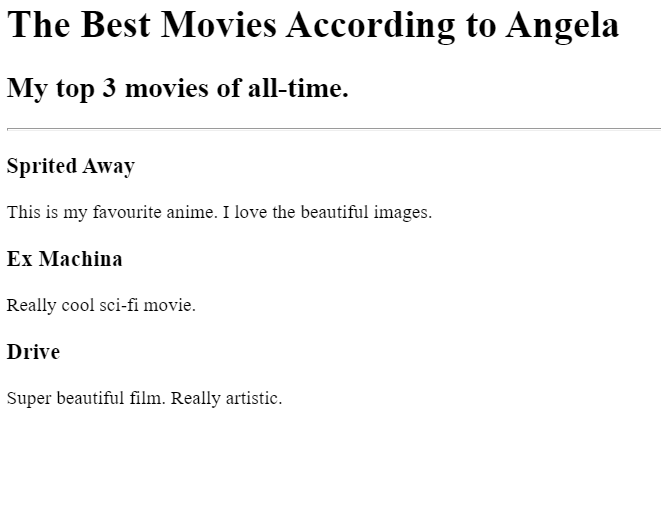 The Best Movies According to Angela
My top 3 movies of all-time.
Sprited Away
This is my favourite anime. I love the beautiful images.
Ex Machina
Really cool sci-fi movie.
Drive
Super beautiful film. Really artistic.